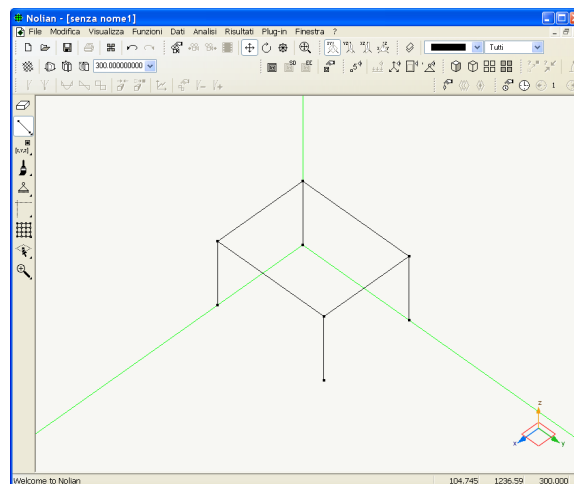 Nolian - [senza nome1]
File Modifica Visualizza Funzioni Dati Analisi Risultati Plug-in Finestra ?
Tutti
300.000000000
1
z
x
y
Welcome to Nolian 104.745 1236.59 300.000